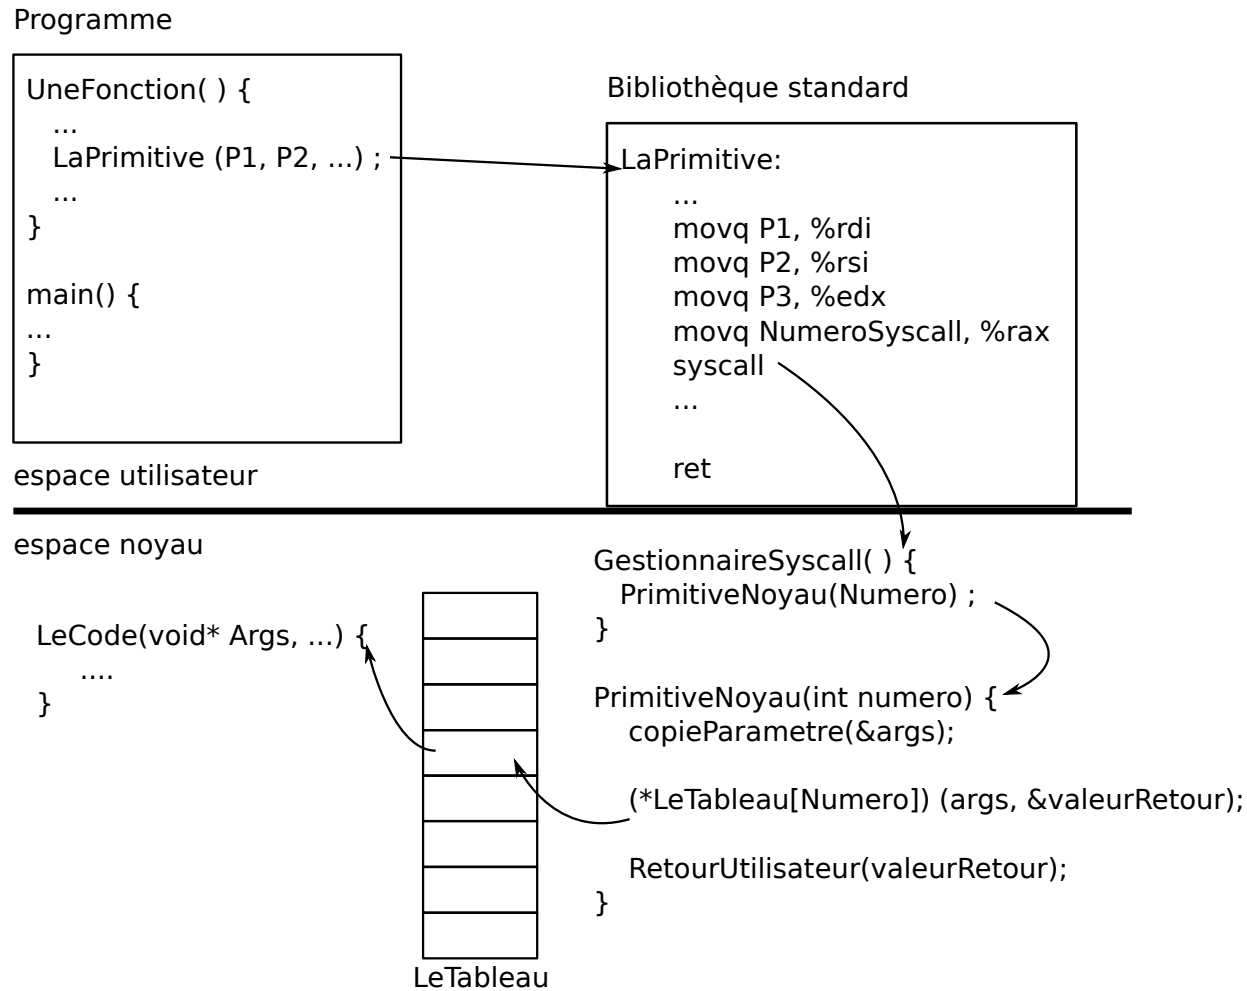 Programme
UneFonction( ) {
...
LaPrimitive (P1, P2, ...) ;
...
}
main() {
...
}
espace utilisateur
Bibliothèque standard
LaPrimitive:
...
movq P1, %rdi
movq P2, %rsi
movq P3, %edx
movq NumeroSyscall, %rax
syscall
...
ret
espace noyau
LeCode(void* Args, ...) {
....
}
LeTableau
GestionnaireSyscall( ) {
PrimitiveNoyau(Numero) ;
}
PrimitiveNoyau(int numero) {
copieParametre(&args);
(*LeTableau[Numero]) (args, &valeurRetour);
RetourUtilisateur(valeurRetour);
}